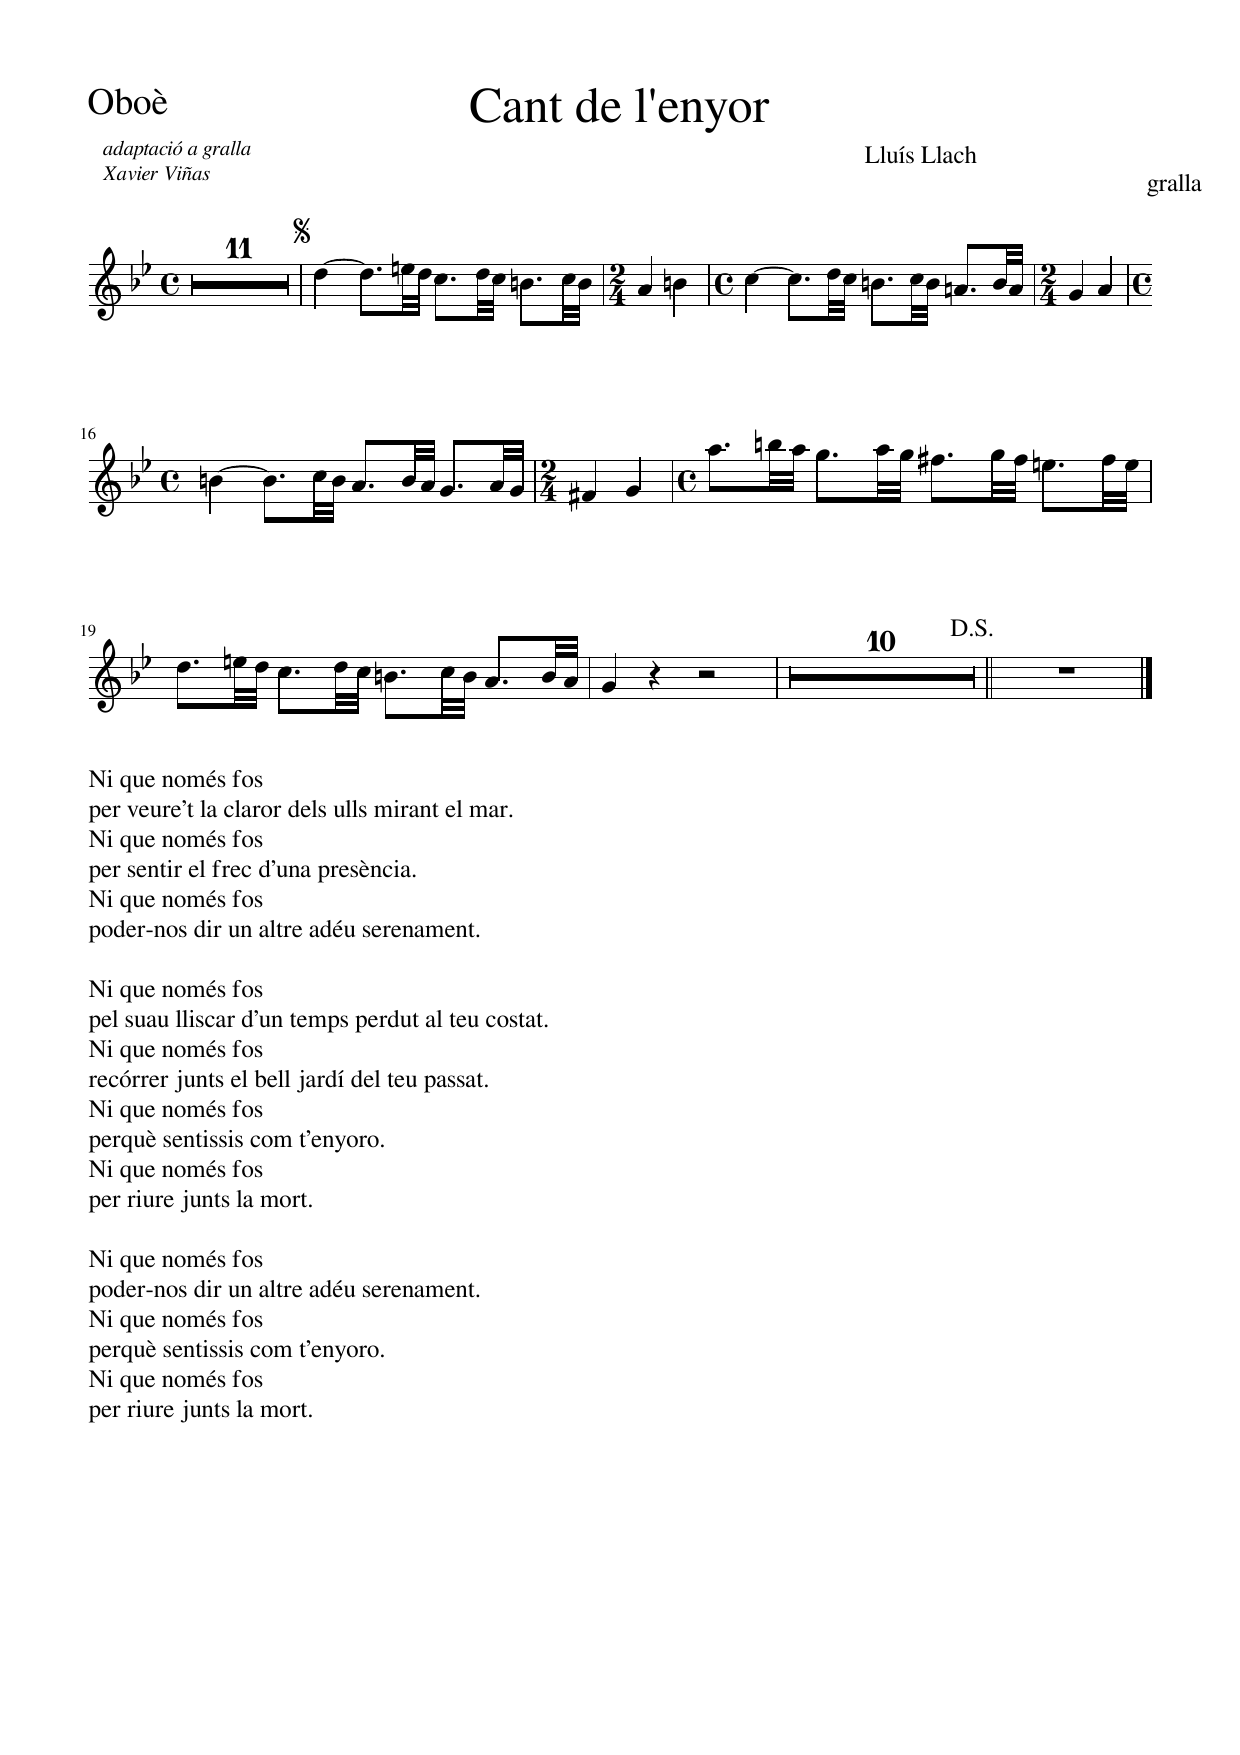 Oboè
Cant de l'enyor
adaptació a gralla
Xavier Viñas
Lluís Llach
gralla
11
2
4
2
4
16
2
4
19
10
D.S.
Ni que només fos
per veure’t la claror dels ulls mirant el mar.
Ni que només fos
per sentir el frec d’una presència.
Ni que només fos
poder-nos dir un altre adéu serenament.
Ni que només fos
pel suau lliscar d’un temps perdut al teu costat.
Ni que només fos
recórrer junts el bell jardí del teu passat.
Ni que només fos
perquè sentissis com t’enyoro.
Ni que només fos
per riure junts la mort.
Ni que només fos
poder-nos dir un altre adéu serenament.
Ni que només fos
perquè sentissis com t’enyoro.
Ni que només fos
per riure junts la mort.